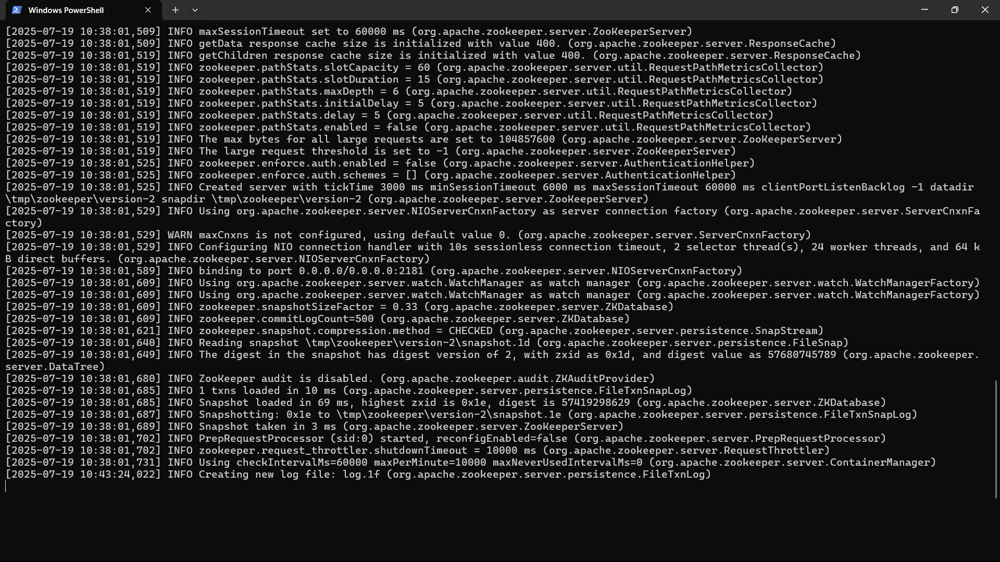 Windows PowerShell
[2025-07-19 10:38:01,509] INFO maxSessionTimeout set to 60000 ms (org.apache.zookeeper.server.ZooKeeperServer)
[2025-07-19 10:38:01,509] INFO getData response cache size is initialized with value 400. (org.apache.zookeeper.server.ResponseCache)
[2025-07-19 10:38:01,519] INFO getChildren response cache size is initialized with value 400. (org.apache.zookeeper.server.ResponseCache)
[2025-07-19 10:38:01,519] INFO zookeeper.pathStats.slotCapacity = 60 (org.apache.zookeeper.server.util.RequestPathMetricsCollector)
[2025-07-19 10:38:01,519] INFO zookeeper.pathStats.slotDuration = 15 (org.apache.zookeeper.server.util.RequestPathMetricsCollector)
[2025-07-19 10:38:01,519] INFO zookeeper.pathStats.maxDepth = 6 (org.apache.zookeeper.server.util.RequestPathMetricsCollector)
[2025-07-19 10:38:01,519] INFO zookeeper.pathStats.initialDelay = 5 (org.apache.zookeeper.server.util.RequestPathMetricsCollector)
[2025-07-19 10:38:01,519] INFO zookeeper.pathStats.delay = 5 (org.apache.zookeeper.server.util.RequestPathMetricsCollector)
[2025-07-19 10:38:01,519] INFO zookeeper.pathStats.enabled = false (org.apache.zookeeper.server.util.RequestPathMetricsCollector)
[2025-07-19 10:38:01,519] INFO The max bytes for all large requests are set to 104857600 (org.apache.zookeeper.server.ZooKeeperServer)
[2025-07-19 10:38:01,519] INFO The large request threshold is set to -1 (org.apache.zookeeper.server.ZooKeeperServer)
[2025-07-19 10:38:01,525] INFO zookeeper.enforce.auth.enabled = false (org.apache.zookeeper.server.AuthenticationHelper)
[2025-07-19 10:38:01,525] INFO zookeeper.enforce.auth.schemes = [] (org.apache.zookeeper.server.AuthenticationHelper)
[2025-07-19 10:38:01,525] INFO Created server with tickTime 3000 ms minSessionTimeout 6000 ms maxSessionTimeout 60000 ms clientPortListenBacklog -1 datadir
\tmp\zookeeper\version-2 snapdir \tmp\zookeeper\version-2 (org.apache.zookeeper.server.ZooKeeperServer)
[2025-07-19 10:38:01,529] INFO Using org.apache.zookeeper.server.NIOServerCnxnFactory as server connection factory (org.apache.zookeeper.server.ServerCnxnFa
ctory)
[2025-07-19 10:38:01,529] WARN maxCnxns is not configured, using default value 0. (org.apache.zookeeper.server.ServerCnxnFactory)
[2025-07-19 10:38:01,529] INFO Configuring NIO connection handler with 10s sessionless connection timeout, 2 selector thread(s), 24 worker threads, and 64 k
B direct buffers. (org.apache.zookeeper.server.NIOServerCnxnFactory)
[2025-07-19 10:38:01,589] INFO binding to port 0.0.0.0/0.0.0.0:2181 (org.apache.zookeeper.server.NIOServerCnxnFactory)
[2025-07-19 10:38:01,609] INFO Using org.apache.zookeeper.server.watch.WatchManager as watch manager (org.apache.zookeeper.server.watch.WatchManagerFactory)
[2025-07-19 10:38:01,609] INFO Using org.apache.zookeeper.server.watch.WatchManager as watch manager (org.apache.zookeeper.server.watch.WatchManagerFactory)
[2025-07-19 10:38:01,609] INFO zookeeper.snapshotSizeFactor = 0.33 (org.apache.zookeeper.server.ZKDatabase)
[2025-07-19 10:38:01,609] INFO zookeeper.commitLogCount=500 (org.apache.zookeeper.server.ZKDatabase)
[2025-07-19 10:38:01,621] INFO zookeeper.snapshot.compression.method = CHECKED (org.apache.zookeeper.server.persistence.SnapStream)
[2025-07-19 10:38:01,640] INFO Reading snapshot \tmp\zookeeper\version-2\snapshot.1d (org.apache.zookeeper.server.persistence.FileSnap)
[2025-07-19 10:38:01,649] INFO The digest in the snapshot has digest version of 2, with zxid as 0x1d, and digest value as 57680745789 (org.apache.zookeeper.
server.DataTree)
[2025-07-19 10:38:01,680] INFO ZooKeeper audit is disabled. (org.apache.zookeeper.audit.ZKAuditProvider)
[2025-07-19 10:38:01,685] INFO 1 txns loaded in 10 ms (org.apache.zookeeper.server.persistence.FileTxnSnapLog)
[2025-07-19 10:38:01,685] INFO Snapshot loaded in 69 ms, highest zxid is 0x1e, digest is 57419298629 (org.apache.zookeeper.server.ZKDatabase)
[2025-07-19 10:38:01,687] INFO Snapshotting: 0x1e to \tmp\zookeeper\version-2\snapshot.1e (org.apache.zookeeper.server.persistence.FileTxnSnapLog)
[2025-07-19 10:38:01,689] INFO Snapshot taken in 3 ms (org.apache.zookeeper.server.ZooKeeperServer)
[2025-07-19 10:38:01,702] INFO PrepRequestProcessor (sid:0) started, reconfigEnabled=false (org.apache.zookeeper.server.PrepRequestProcessor)
[2025-07-19 10:38:01,702] INFO zookeeper.request_throttler.shutdownTimeout = 10000 ms (org.apache.zookeeper.server.RequestThrottler)
[2025-07-19 10:38:01,731] INFO Using checkIntervalMs=60000 maxPerMinute=10000 maxNeverUsedIntervalMs=0 (org.apache.zookeeper.server.ContainerManager)
[2025-07-19 10:43:24,022] INFO Creating new log file: log.1f (org.apache.zookeeper.server.persistence.FileTxnLog)